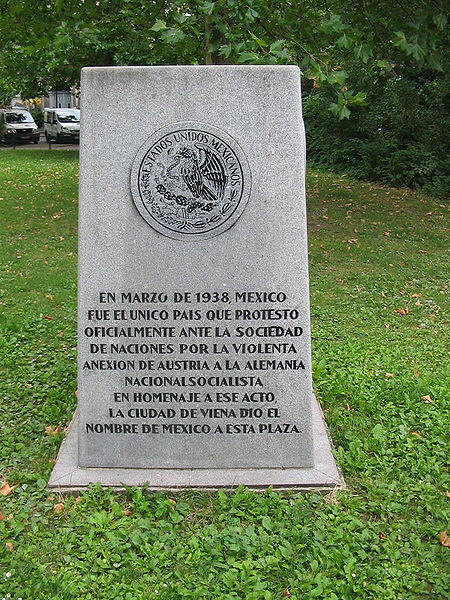 ESTADOS UNIDOS MEXICANOS
EN MARZO DE 1938, MEXICO
FUE EL UNICO PAIS QUE PROTESTO
OFICIALMENTE ANTE LA SOCIEDAD
DE NACIONES POR LA VIOLENTA
ANEXION DE AUSTRIA A LA ALEMANIA
NACIONALSOCIALISTA.
EN HOMENAJE A ESE ACTO,
LA CIUDAD DE VIENA DIO EL
NOMBRE DE MEXICO A ESTA PLAZA.